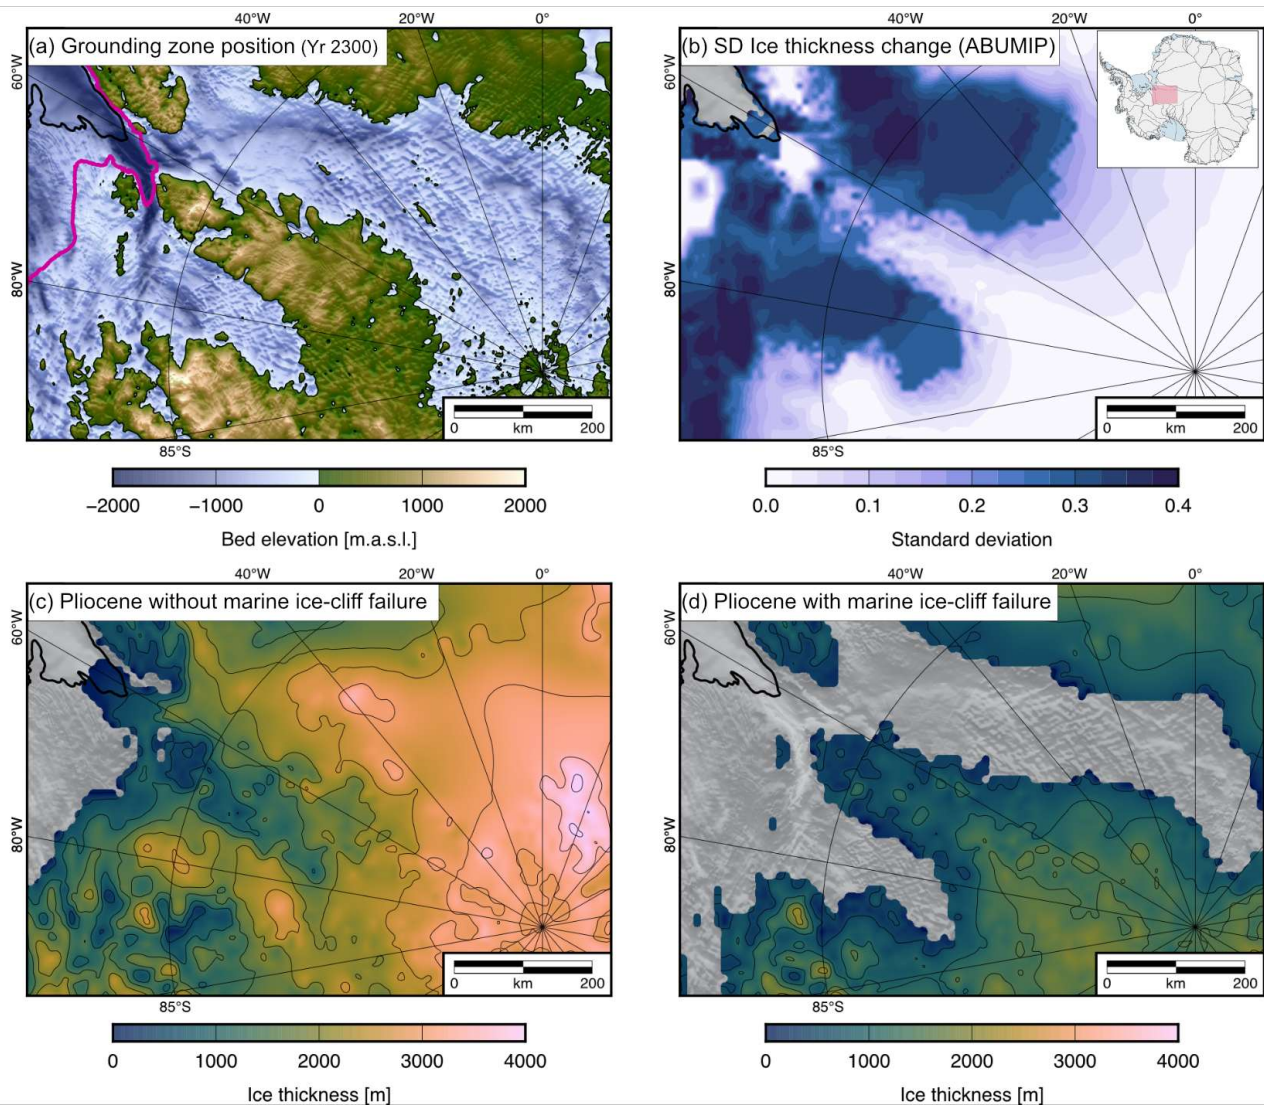 40°W 20°W 0°
(a) Grounding zone position (Yr 2300)
60°W
80°W
85°S
0 km 200
−2000 −1000 0 1000 2000
Bed elevation [m.a.s.l.]
40°W 20°W 0°
(b) SD Ice thickness change (ABUMIP)
60°W
80°W
85°S
0 km 200
0.0 0.1 0.2 0.3 0.4
Standard deviation
40°W 20°W 0°
(c) Pliocene without marine ice-cliff failure
60°W
80°W
85°S
0 km 200
0 1000 2000 3000 4000
Ice thickness [m]
40°W 20°W 0°
(d) Pliocene with marine ice-cliff failure
60°W
80°W
85°S
0 km 200
0 1000 2000 3000 4000
Ice thickness [m]